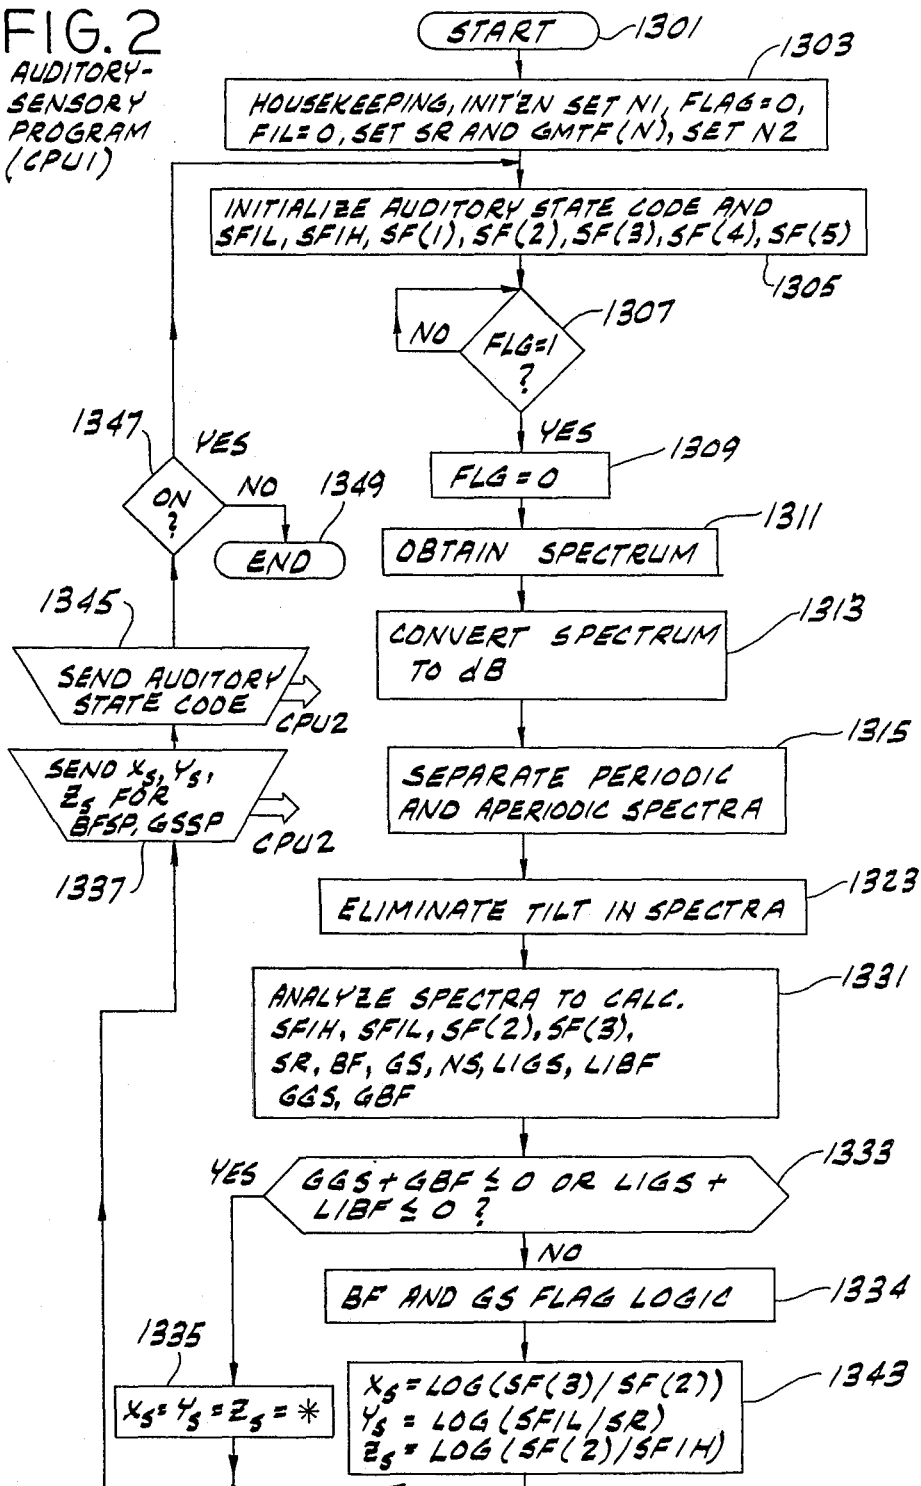 FIG. 2
AUDITORY-
SENSORY
PROGRAM
(CPU1)
START
1301
1303
HOUSEKEEPING, INIT'ZN SET N1, FLAG=0,
FIL=0, SET SR AND GMTF(N), SET N2
INITIALIZE AUDITORY STATE CODE AND
SF1L, SF1H, SF(1), SF(2), SF(3), SF(4), SF(5)
1305
1307
NO
FLG=1
?
YES
1309
FLG = 0
1311
OBTAIN SPECTRUM
1313
CONVERT SPECTRUM
TO dB
1315
SEPARATE PERIODIC
AND APERIODIC SPECTRA
1323
ELIMINATE TILT IN SPECTRA
1331
ANALYZE SPECTRA TO CALC.
SF1H, SF1L, SF(2), SF(3),
SR, BF, GS, NS, LIGS, LIBF
GGS, GBF
1333
YES
GGS + GBF ≤ 0 OR LIGS +
LIBF ≤ 0 ?
NO
BF AND GS FLAG LOGIC
1334
1335
Xs = Ys = Zs = *
1343
Xs = LOG(SF(3)/SF(2))
Ys = LOG(SF1L/SR)
Zs = LOG(SF(2)/SF1H)
1347
YES
ON
?
NO
1349
END
1345
SEND AUDITORY
STATE CODE
CPU2
SEND Xs, Ys,
Zs FOR
BFSP, GSSP
CPU2
1337